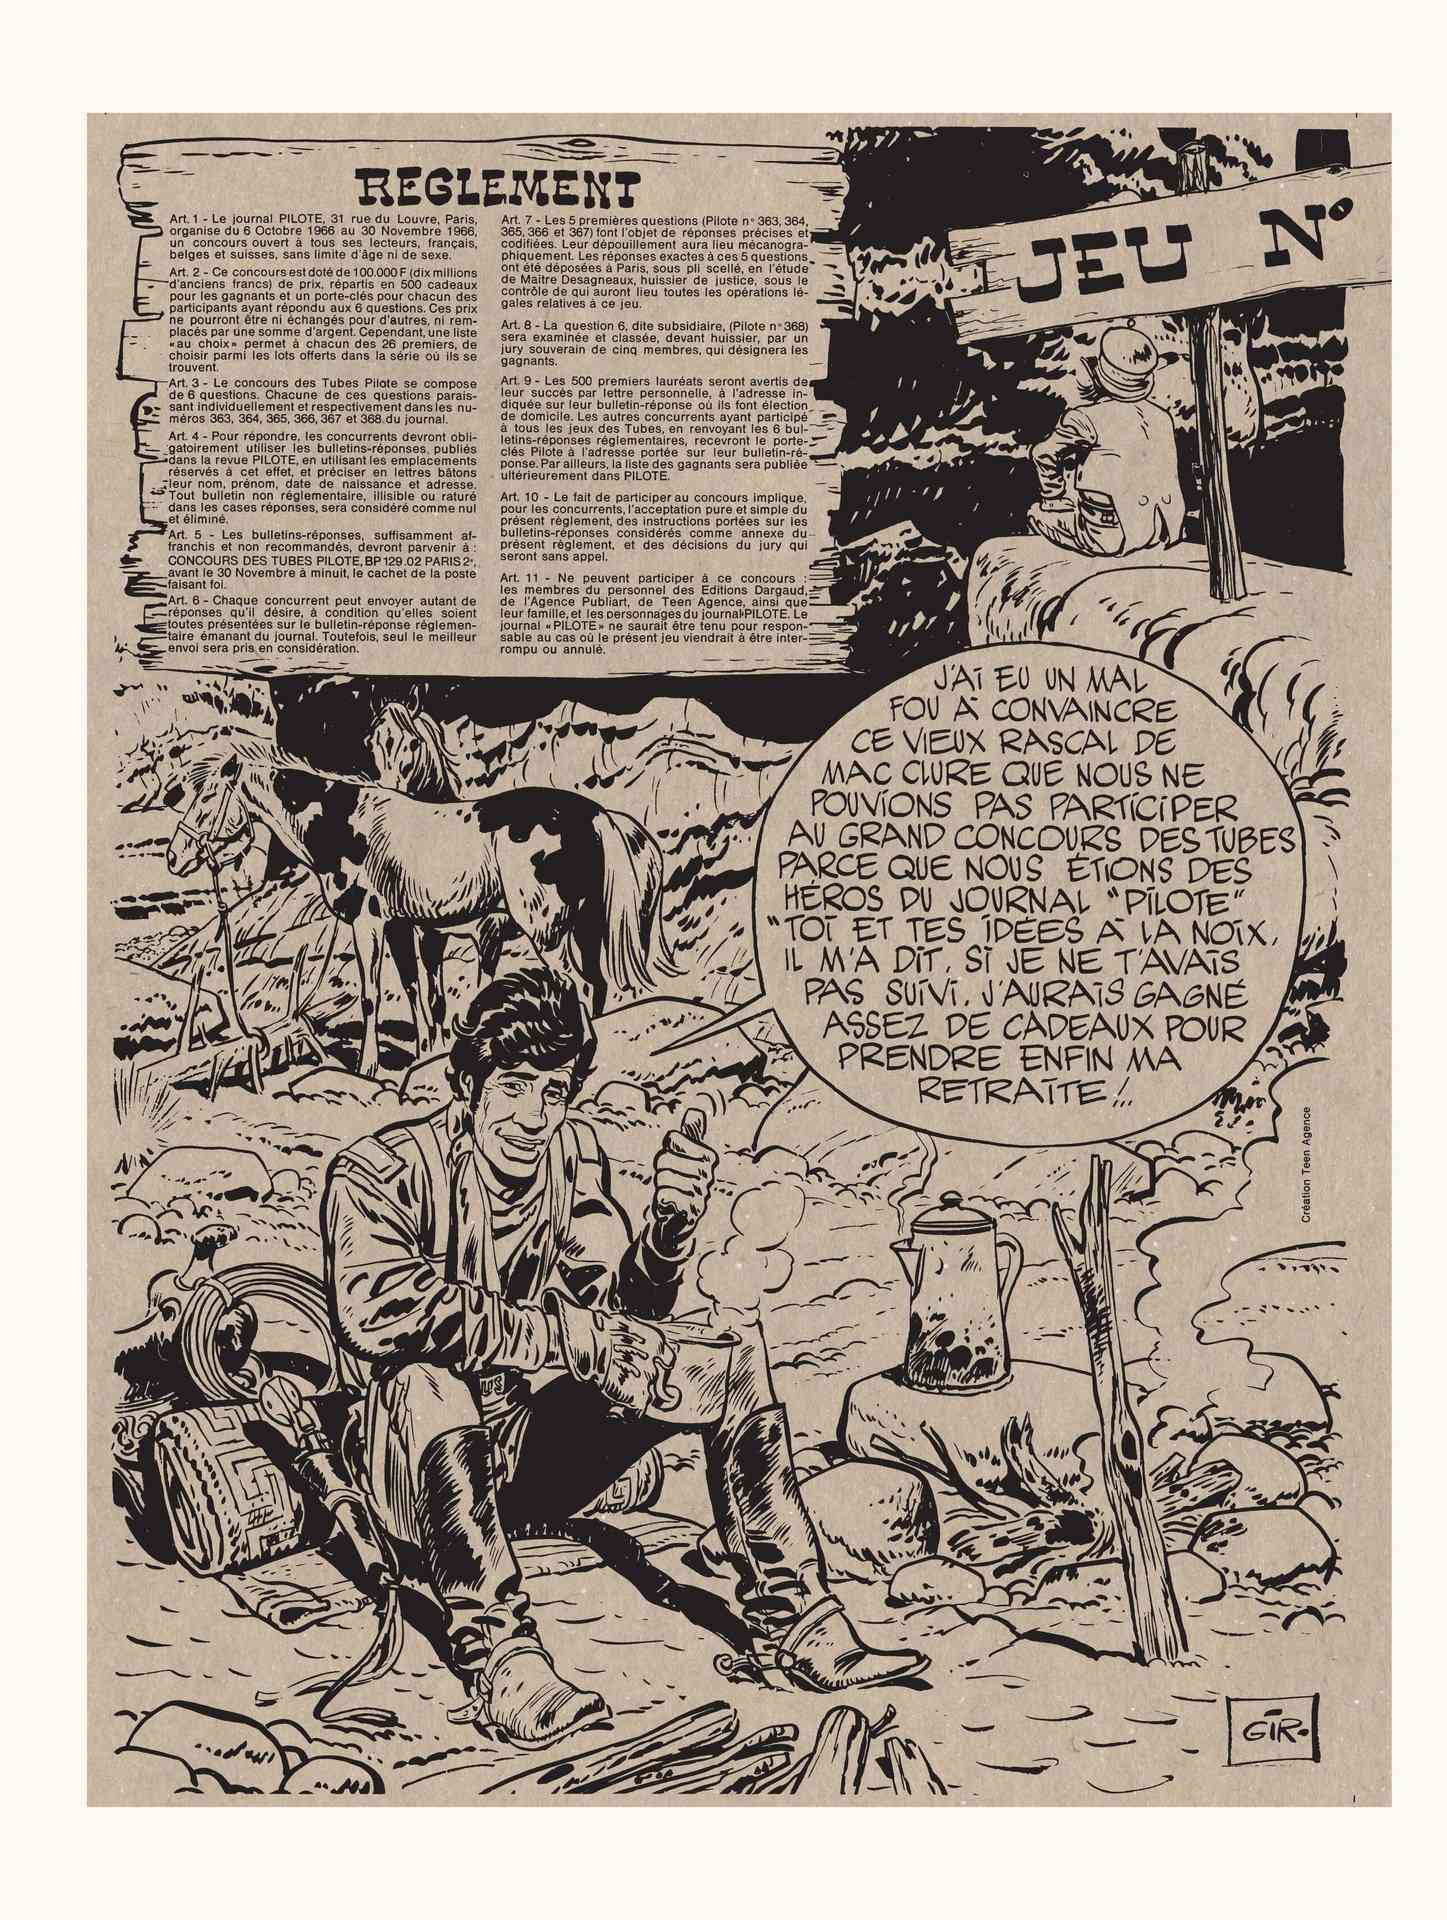 REGLEMENT
Art. 1 - Le journal PILOTE, 31 rue du Louvre, Paris,
organise du 6 Octobre 1966 au 30 Novembre 1966,
un concours ouvert à tous ses lecteurs, français,
belges et suisses, sans limite d'âge ni de sexe.
Art. 2 - Ce concours est doté de 100.000 F (dix millions
d'anciens francs) de prix, répartis en 500 cadeaux
pour les gagnants et un porte-clés pour chacun des
participants ayant répondu aux 6 questions. Ces prix
ne pourront être ni échangés pour d'autres, ni rem-
placés par une somme d'argent. Cependant, une liste
«au choix» permet à chacun des 26 premiers, de
choisir parmi les lots offerts dans la série où ils se
trouvent.
Art. 3 - Le concours des Tubes Pilote se compose
de 6 questions. Chacune de ces questions parais-
sant individuellement et respectivement dans les nu-
méros 363, 364, 365, 366, 367 et 368 du journal.
Art. 4 - Pour répondre, les concurrents devront obli-
gatoirement utiliser les bulletins-réponses, publiés
dans la revue PILOTE, en utilisant les emplacements
réservés à cet effet, et préciser en lettres bâtons
leur nom, prénom, date de naissance et adresse.
Tout bulletin non réglementaire, illisible ou raturé
dans les cases réponses, sera considéré comme nul
et éliminé.
Art. 5 - Les bulletins-réponses, suffisamment af-
franchis et non recommandés, devront parvenir à :
CONCOURS DES TUBES PILOTE, BP 129.02 PARIS 2e,
avant le 30 Novembre à minuit, le cachet de la poste
faisant foi.
Art. 6 - Chaque concurrent peut envoyer autant de
réponses qu'il désire, à condition qu'elles soient
toutes présentées sur le bulletin-réponse réglemen-
taire émanant du journal. Toutefois, seul le meilleur
envoi sera pris en considération.
Art. 7 - Les 5 premières questions (Pilote n° 363, 364,
365, 366 et 367) font l'objet de réponses précises et
codifiées. Leur dépouillement aura lieu mécanogra-
phiquement. Les réponses exactes à ces 5 questions
ont été déposées à Paris, sous pli scellé, en l'étude
de Maitre Desagneaux, huissier de justice, sous le
contrôle de qui auront lieu toutes les opérations lé-
gales relatives à ce jeu.
Art. 8 - La question 6, dite subsidiaire, (Pilote n° 368)
sera examinée et classée, devant huissier, par un
jury souverain de cinq membres, qui désignera les
gagnants.
Art. 9 - Les 500 premiers lauréats seront avertis de
leur succès par lettre personnelle, à l'adresse in-
diquée sur leur bulletin-réponse où ils font élection
de domicile. Les autres concurrents ayant participé
à tous les jeux des Tubes, en renvoyant les 6 bul-
letins-réponses réglementaires, recevront le porte-
clés Pilote à l'adresse portée sur leur bulletin-ré-
ponse. Par ailleurs, la liste des gagnants sera publiée
ultérieurement dans PILOTE.
Art. 10 - Le fait de participer au concours implique,
pour les concurrents, l'acceptation pure et simple du
présent règlement, des instructions portées sur les
bulletins-réponses considérés comme annexe du
présent règlement, et des décisions du jury qui
seront sans appel.
Art. 11 - Ne peuvent participer à ce concours :
les membres du personnel des Editions Dargaud,
de l'Agence Publiart, de Teen Agence, ainsi que
leur famille, et les personnages du journal PILOTE. Le
journal «PILOTE» ne saurait être tenu pour respon-
sable au cas où le présent jeu viendrait à être inter-
rompu ou annulé.
JEU N°
J'AI EU UN MAL
FOU À CONVAINCRE
CE VIEUX RASCAL DE
MAC CLURE QUE NOUS NE
POUVIONS PAS PARTICIPER
AU GRAND CONCOURS DES TUBES
PARCE QUE NOUS ÉTIONS DES
HÉROS DU JOURNAL "PILOTE"
"TOI ET TES IDÉES À LA NOIX,
IL M'A DIT, SI JE NE T'AVAIS
PAS SUIVI, J'AURAIS GAGNÉ
ASSEZ DE CADEAUX POUR
PRENDRE ENFIN MA
RETRAITE!!
Création Teen Agence
US
GIR.